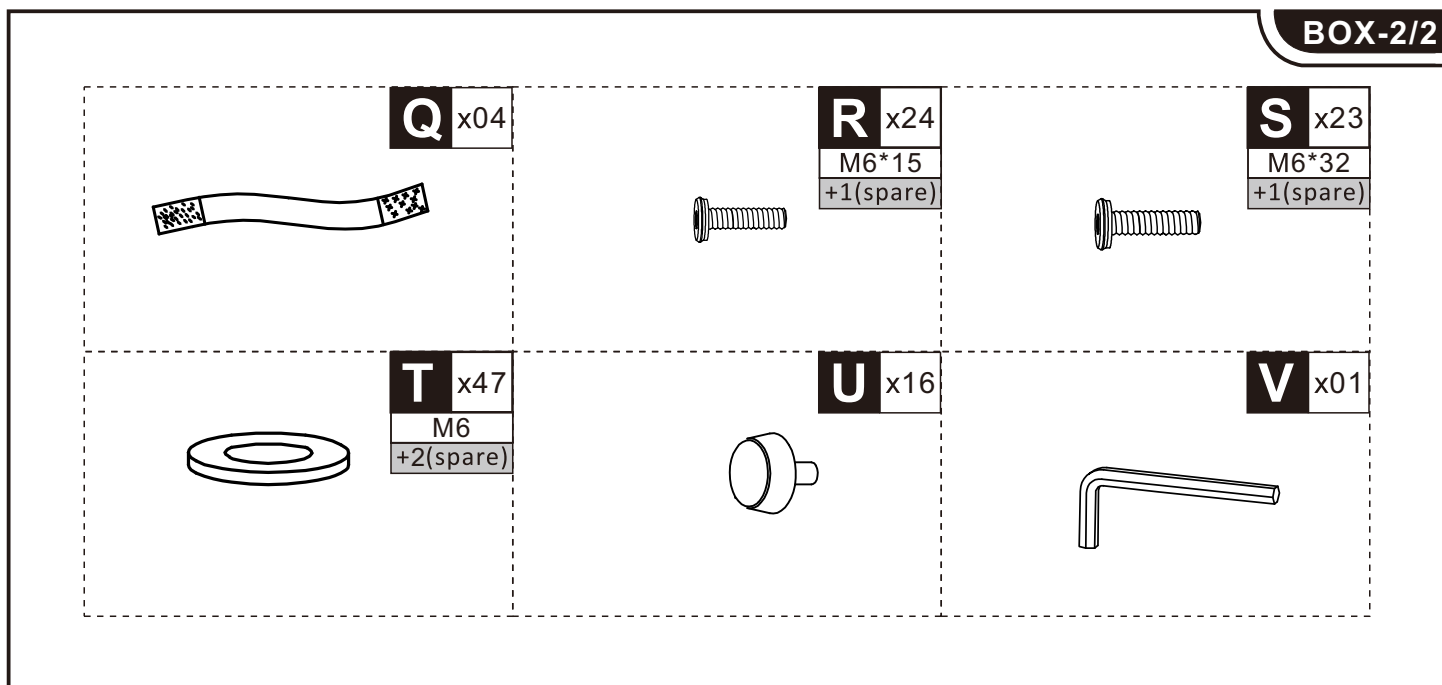 BOX-2/2
Q x04
R x24
M6*15
+1(spare)
S x23
M6*32
+1(spare)
T x47
M6
+2(spare)
U x16
V x01